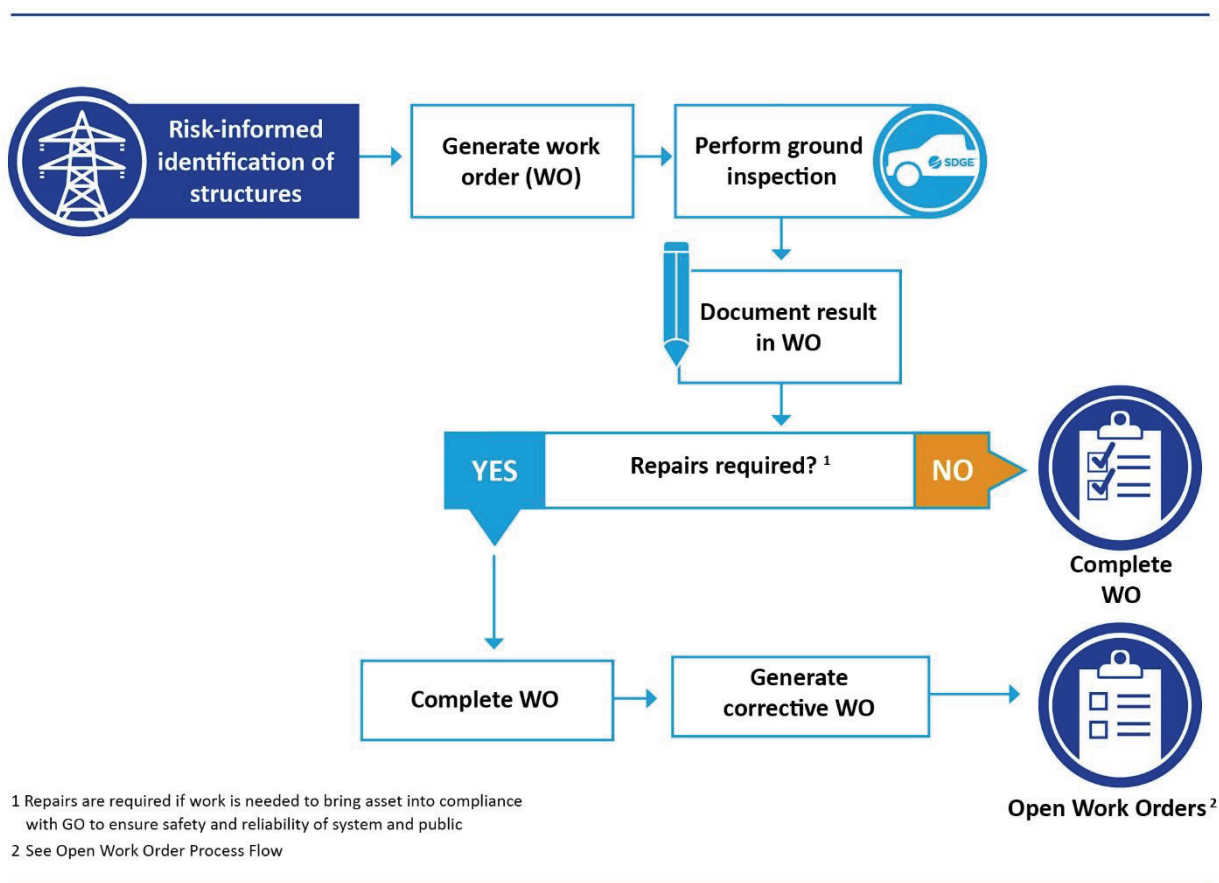 Risk-informed
identification of
structures
Generate work
order (WO)
Perform ground
inspection
SDGE
Document result
in WO
YES
Repairs required? 1
NO
Complete
WO
Complete WO
Generate
corrective WO
Open Work Orders 2
1 Repairs are required if work is needed to bring asset into compliance
with GO to ensure safety and reliability of system and public
2 See Open Work Order Process Flow